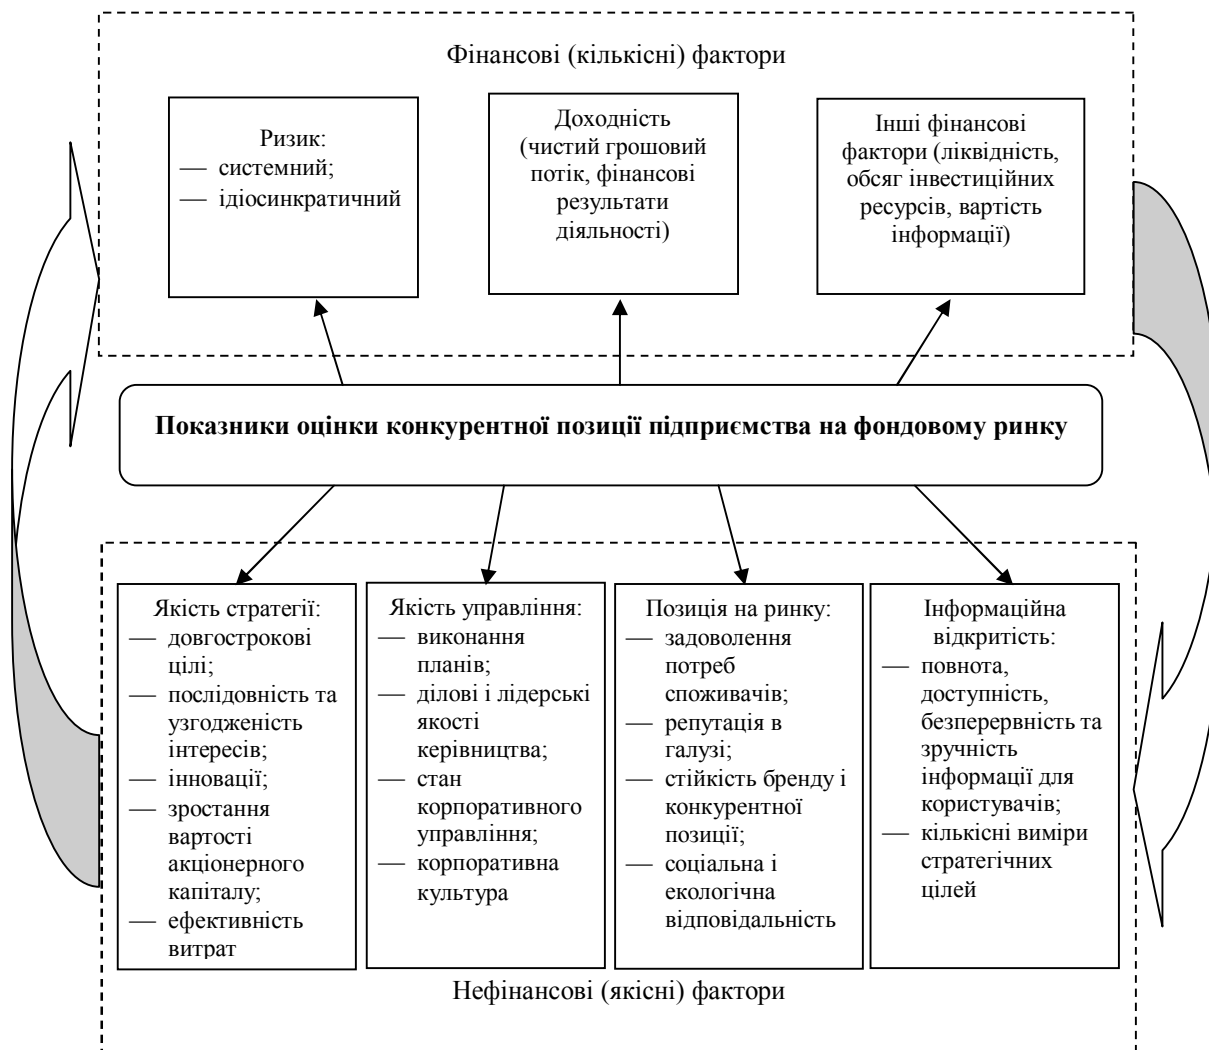 Фінансові (кількісні) фактори
Ризик:
— системний;
— ідіосинкратичний
Доходність
(чистий грошовий
потік, фінансові
результати
діяльності)
Інші фінансові
фактори (ліквідність,
обсяг інвестиційних
ресурсів, вартість
інформації)
Показники оцінки конкурентної позиції підприємства на фондовому ринку
Якість стратегії:
— довгострокові
цілі;
— послідовність та
узгодженість
інтересів;
— інновації;
— зростання
вартості
акціонерного
капіталу;
— ефективність
витрат
Якість управління:
— виконання
планів;
— ділові і лідерські
якості
керівництва;
— стан
корпоративного
управління;
— корпоративна
культура
Позиція на ринку:
— задоволення
потреб
споживачів;
— репутація в
галузі;
— стійкість бренду і
конкурентної
позиції;
— соціальна і
екологічна
відповідальність
Інформаційна
відкритість:
— повнота,
доступність,
безперервність та
зручність
інформації для
користувачів;
— кількісні виміри
стратегічних
цілей
Нефінансові (якісні) фактори